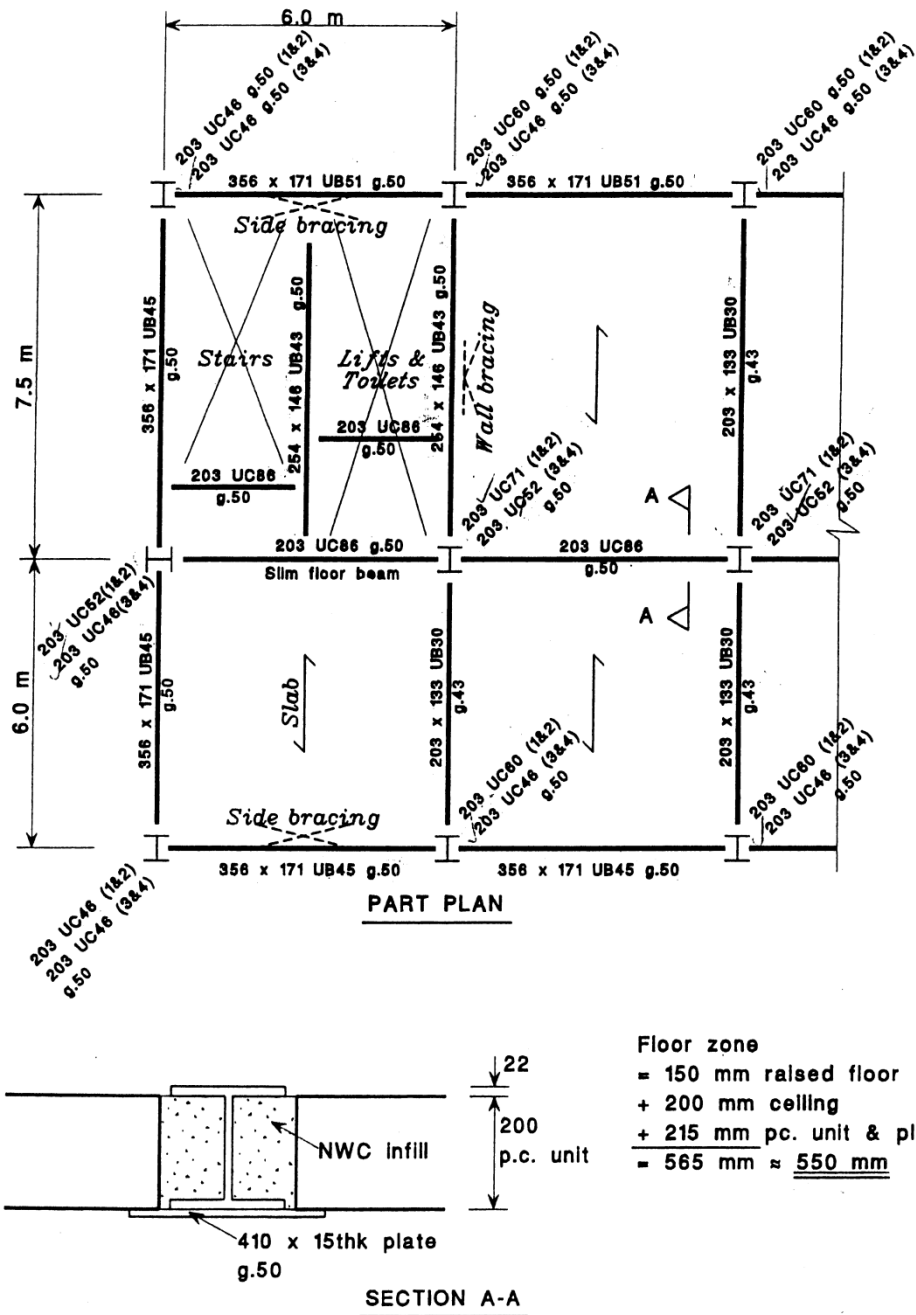 6.0 m
203 UC46 g.50 (1&2)
203 UC46 g.50 (3&4)
203 UC60 g.50 (1&2)
203 UC46 g.50 (3&4)
203 UC60 g.50 (1&2)
203 UC46 g.50 (3&4)
356 x 171 UB51 g.50
356 x 171 UB51 g.50
Side bracing
7.5 m
356 x 171 UB45
g.50
Stairs
254 x 146 UB43 g.50
Lifts &
Toilets
254 x 146 UB43 g.50
Wall bracing
203 x 133 UB30
g.43
203 UC86
g.50
203 UC86
g.50
203 UC71 (1&2)
203 UC52 (3&4)
g.50
A
203 UC71 (1&2)
203 UC52 (3&4)
g.50
203 UC86 g.50
Slim floor beam
203 UC86
g.50
203 UC52(1&2)
203 UC46(3&4)
g.50
A
6.0 m
356 x 171 UB45
g.50
Slab
203 x 133 UB30
g.43
203 x 133 UB30
g.43
203 UC60 (1&2)
203 UC46 (3&4)
g.50
203 UC60 (1&2)
203 UC46 (3&4)
g.50
Side bracing
356 x 171 UB45 g.50
356 x 171 UB45 g.50
203 UC46 (1&2)
203 UC46 (3&4)
g.50
PART PLAN
22
200
p.c. unit
NWC infill
410 x 15thk plate
g.50
SECTION A-A
Floor zone
= 150 mm raised floor
+ 200 mm ceiling
+ 215 mm pc. unit & pl
= 565 mm ≈ 550 mm